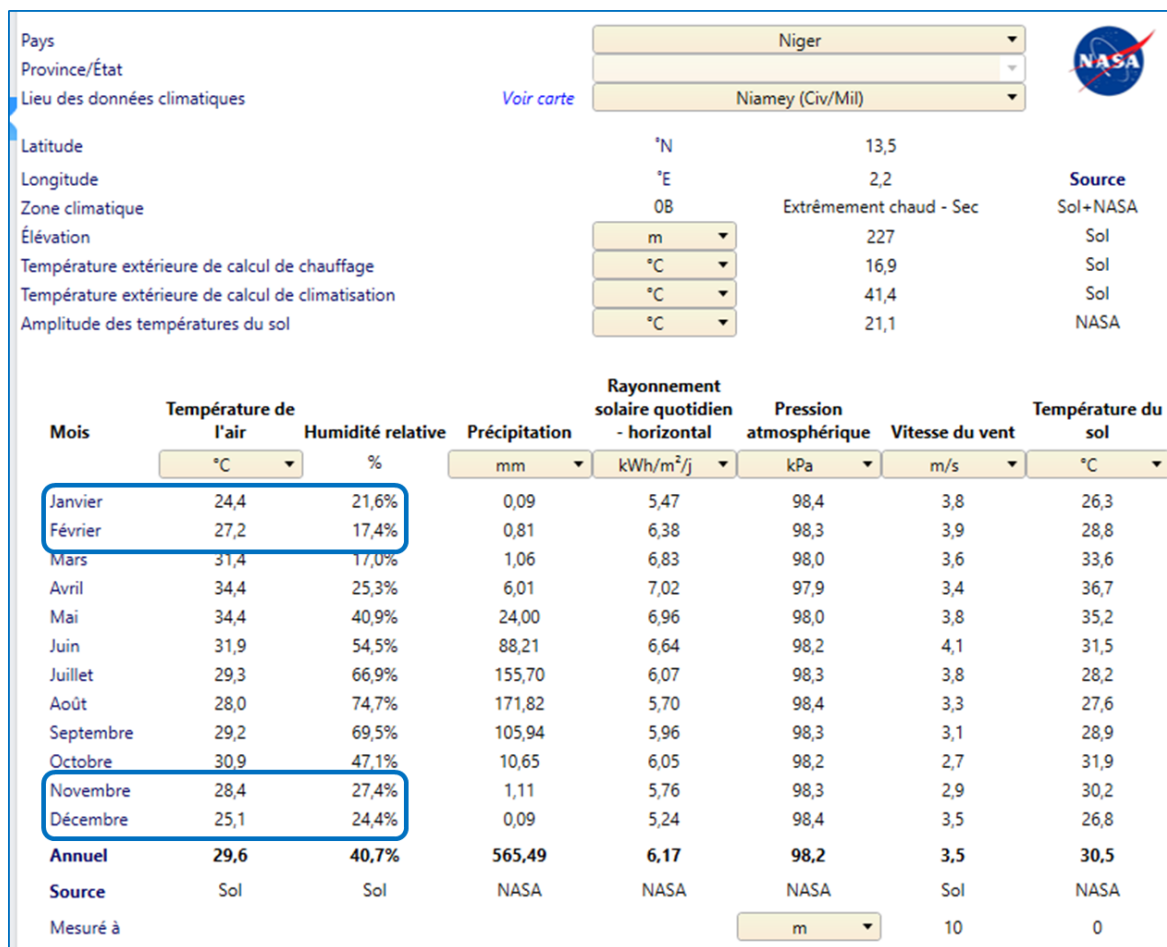 Pays Niger
Province/État
Lieu des données climatiques Voir carte Niamey (Civ/Mil)
NASA
Latitude °N 13,5
Longitude °E 2,2 Source
Zone climatique 0B Extrêmement chaud - Sec Sol+NASA
Élévation m 227 Sol
Température extérieure de calcul de chauffage °C 16,9 Sol
Température extérieure de calcul de climatisation °C 41,4 Sol
Amplitude des températures du sol °C 21,1 NASA
Rayonnement
Température de solaire quotidien Pression Température du
Mois l'air Humidité relative Précipitation - horizontal atmosphérique Vitesse du vent sol
°C % mm kWh/m²/j kPa m/s °C
Janvier 24,4 21,6% 0,09 5,47 98,4 3,8 26,3
Février 27,2 17,4% 0,81 6,38 98,3 3,9 28,8
Mars 31,4 17,0% 1,06 6,83 98,0 3,6 33,6
Avril 34,4 25,3% 6,01 7,02 97,9 3,4 36,7
Mai 34,4 40,9% 24,00 6,96 98,0 3,8 35,2
Juin 31,9 54,5% 88,21 6,64 98,2 4,1 31,5
Juillet 29,3 66,9% 155,70 6,07 98,3 3,8 28,2
Août 28,0 74,7% 171,82 5,70 98,4 3,3 27,6
Septembre 29,2 69,5% 105,94 5,96 98,3 3,1 28,9
Octobre 30,9 47,1% 10,65 6,05 98,2 2,7 31,9
Novembre 28,4 27,4% 1,11 5,76 98,3 2,9 30,2
Décembre 25,1 24,4% 0,09 5,24 98,4 3,5 26,8
Annuel 29,6 40,7% 565,49 6,17 98,2 3,5 30,5
Source Sol Sol NASA NASA NASA Sol NASA
Mesuré à m 10 0